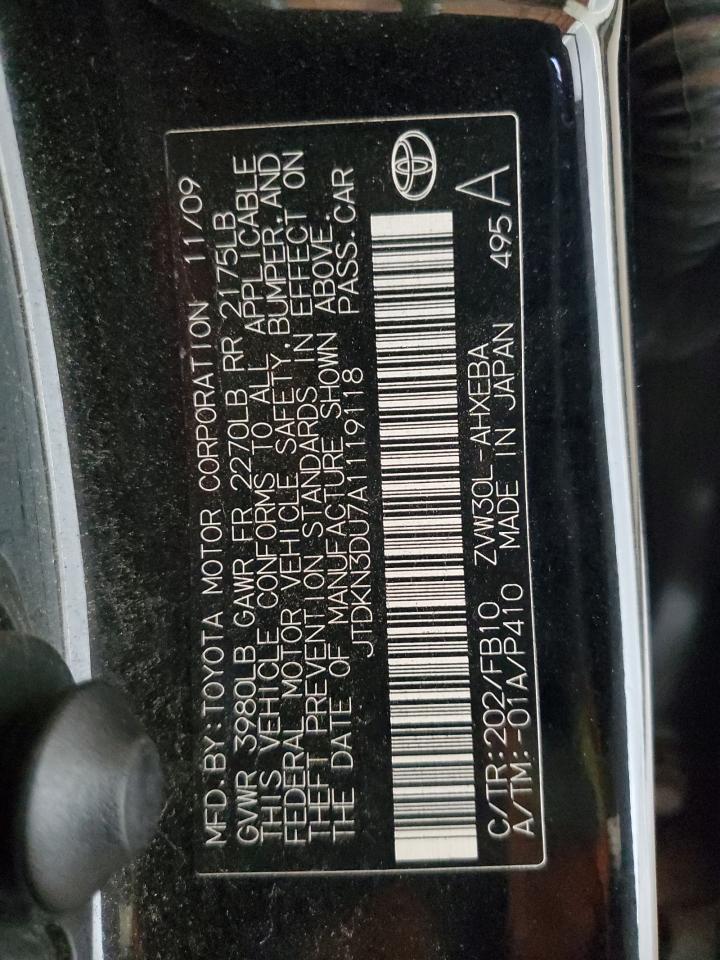 MFD.BY:TOYOTA MOTOR CORPORATION 11/09
GVWR 3980LB GAWR FR 2270LB RR 2175LB
THIS VEHICLE CONFORMS TO ALL APPLICABLE
FEDERAL MOTOR VEHICLE SAFETY,BUMPER,AND
THEFT PREVENTION STANDARDS IN EFFECT ON
THE DATE OF MANUFACTURE SHOWN ABOVE.
JTDKN3DU7A1119118 PASS.CAR
C/TR:202/FB10 ZVW30L-AHXEBA 495 A
A/TM:-01A/P410 MADE IN JAPAN